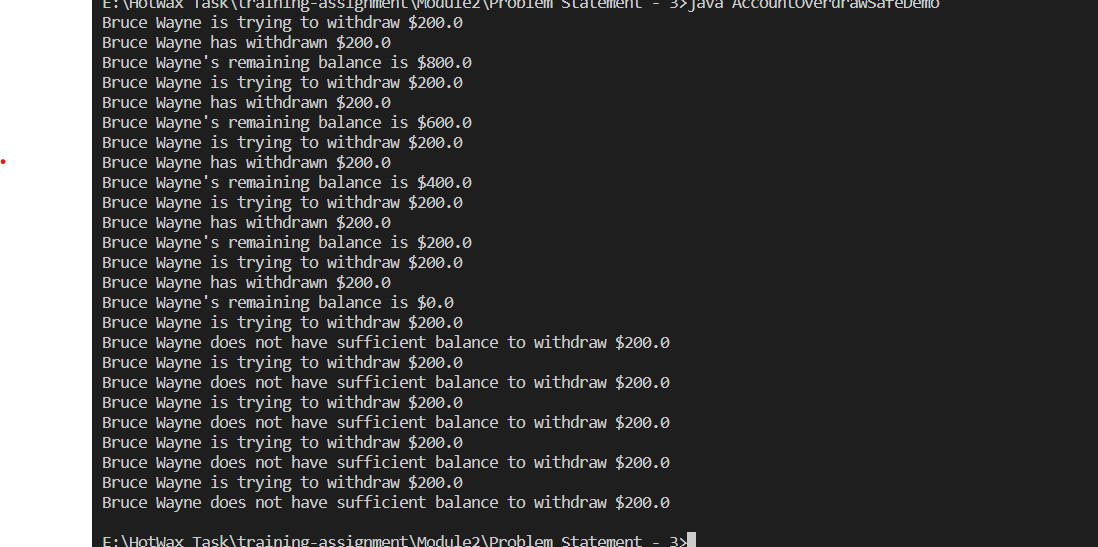 E:\HotWax Task\training-assignment\Module2\Problem Statement - 3>java AccountOverdrawSafeDemo
Bruce Wayne is trying to withdraw $200.0
Bruce Wayne has withdrawn $200.0
Bruce Wayne's remaining balance is $800.0
Bruce Wayne is trying to withdraw $200.0
Bruce Wayne has withdrawn $200.0
Bruce Wayne's remaining balance is $600.0
Bruce Wayne is trying to withdraw $200.0
Bruce Wayne has withdrawn $200.0
Bruce Wayne's remaining balance is $400.0
Bruce Wayne is trying to withdraw $200.0
Bruce Wayne has withdrawn $200.0
Bruce Wayne's remaining balance is $200.0
Bruce Wayne is trying to withdraw $200.0
Bruce Wayne has withdrawn $200.0
Bruce Wayne's remaining balance is $0.0
Bruce Wayne is trying to withdraw $200.0
Bruce Wayne does not have sufficient balance to withdraw $200.0
Bruce Wayne is trying to withdraw $200.0
Bruce Wayne does not have sufficient balance to withdraw $200.0
Bruce Wayne is trying to withdraw $200.0
Bruce Wayne does not have sufficient balance to withdraw $200.0
Bruce Wayne is trying to withdraw $200.0
Bruce Wayne does not have sufficient balance to withdraw $200.0
Bruce Wayne is trying to withdraw $200.0
Bruce Wayne does not have sufficient balance to withdraw $200.0
E:\HotWax Task\training-assignment\Module2\Problem Statement - 3>